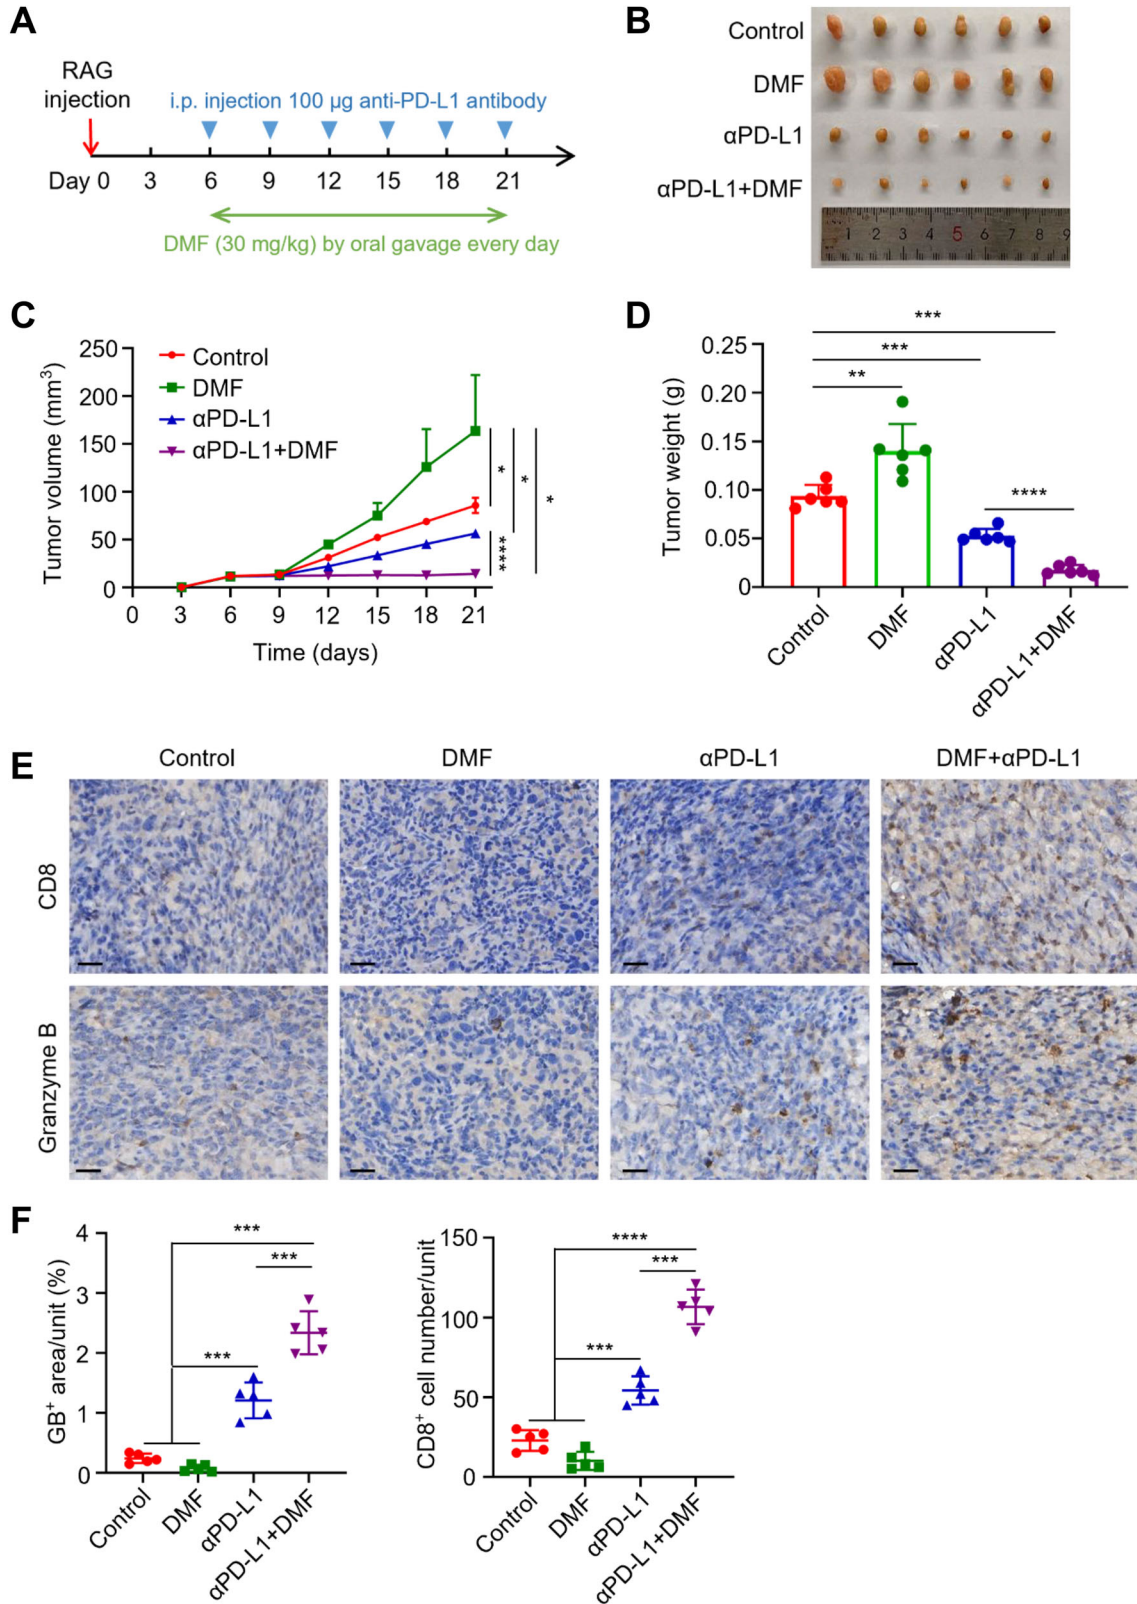 A
RAG
injection
i.p. injection 100 µg anti-PD-L1 antibody
Day 0 3 6 9 12 15 18 21
DMF (30 mg/kg) by oral gavage every day
B
Control
DMF
αPD-L1
αPD-L1+DMF
1 2 3 4 5 6 7 8 9
C
Tumor volume (mm³)
250
200
150
100
50
0
Control
DMF
αPD-L1
αPD-L1+DMF
*
*
*
****
0 3 6 9 12 15 18 21
Time (days)
D
Tumor weight (g)
0.25
0.20
0.15
0.10
0.05
0
***
***
**
****
Control
DMF
αPD-L1
αPD-L1+DMF
E
Control DMF αPD-L1 DMF+αPD-L1
CD8
Granzyme B
F
GB⁺ area/unit (%)
4
3
2
1
0
***
***
***
Control
DMF
αPD-L1
αPD-L1+DMF
CD8⁺ cell number/unit
150
100
50
0
****
***
***
Control
DMF
αPD-L1
αPD-L1+DMF